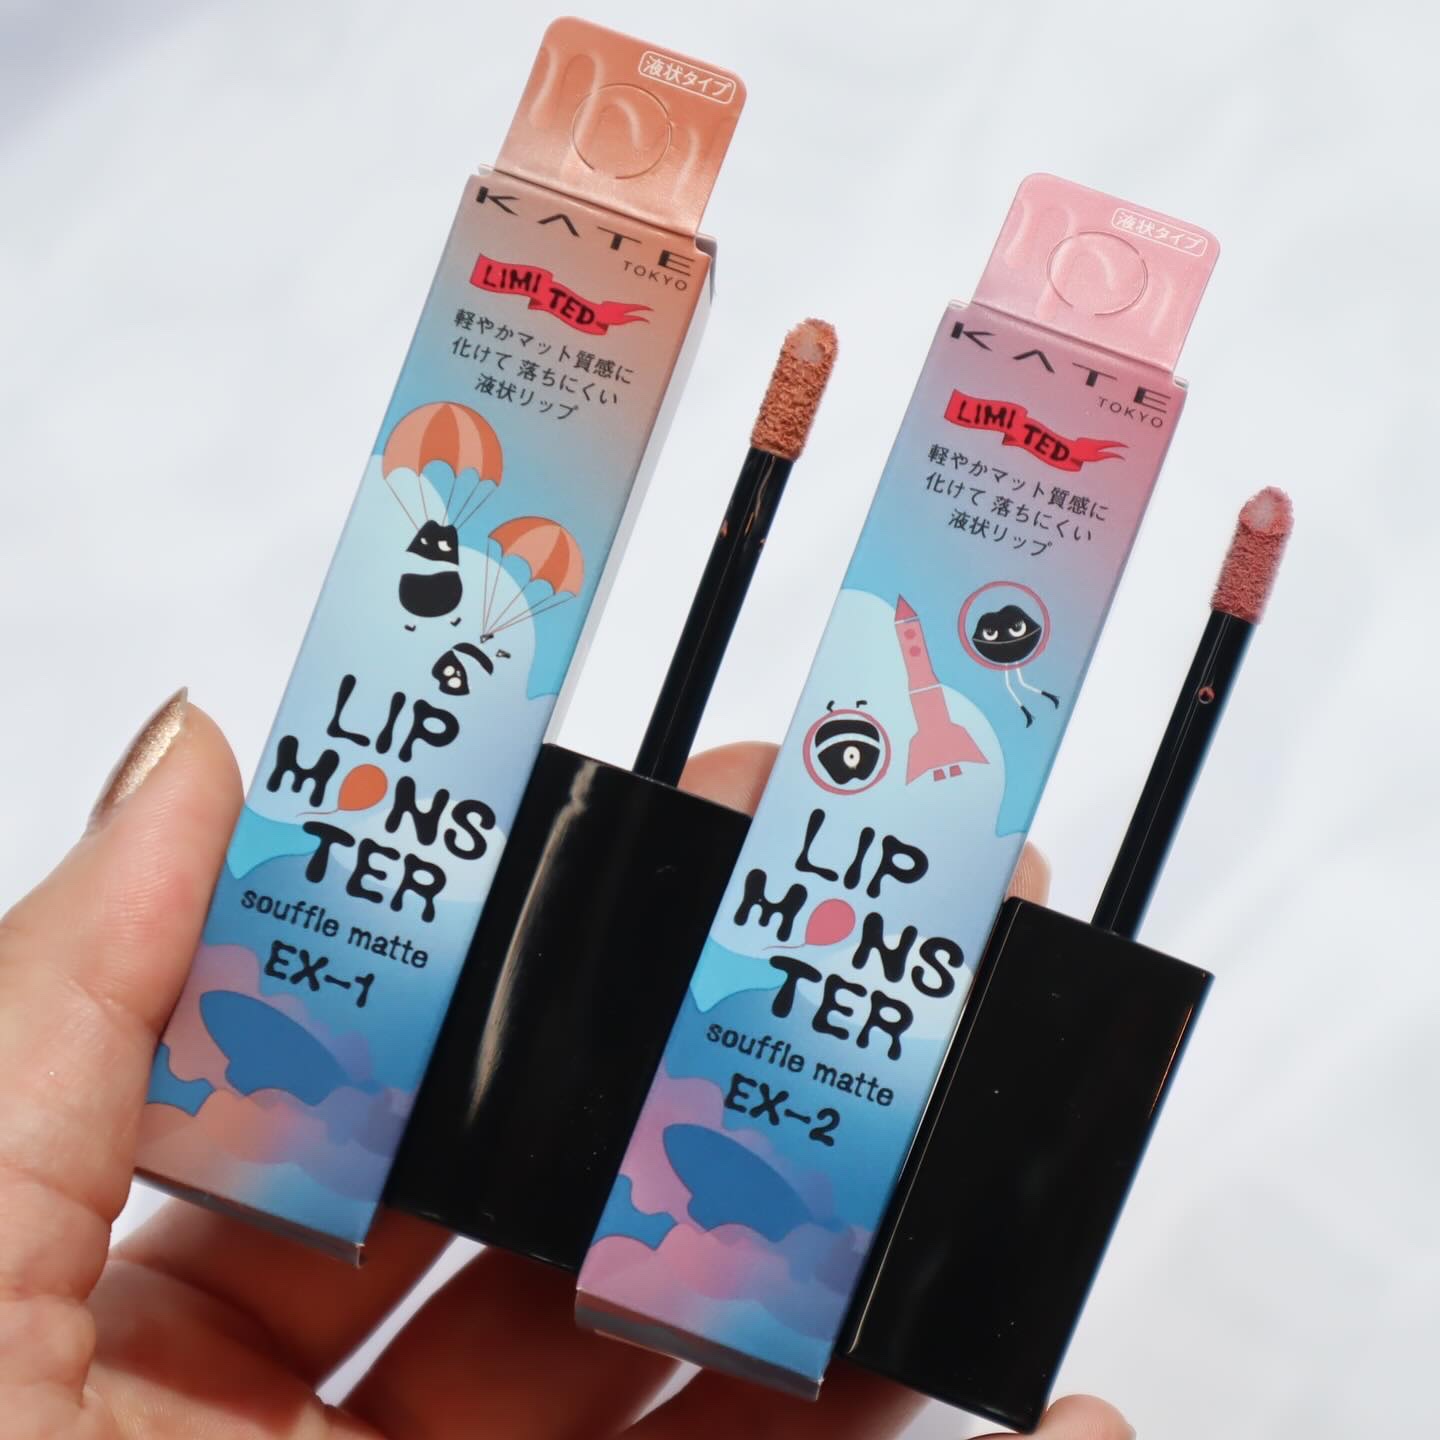 液状タイプ
KATE
TOKYO
LIMITED
軽やかマット質感に
化けて 落ちにくい
液状リップ
LIP
MONS
TER
souffle matte
EX-1
液状タイプ
KATE
TOKYO
LIMITED
軽やかマット質感に
化けて 落ちにくい
液状リップ
LIP
MONS
TER
souffle matte
EX-2